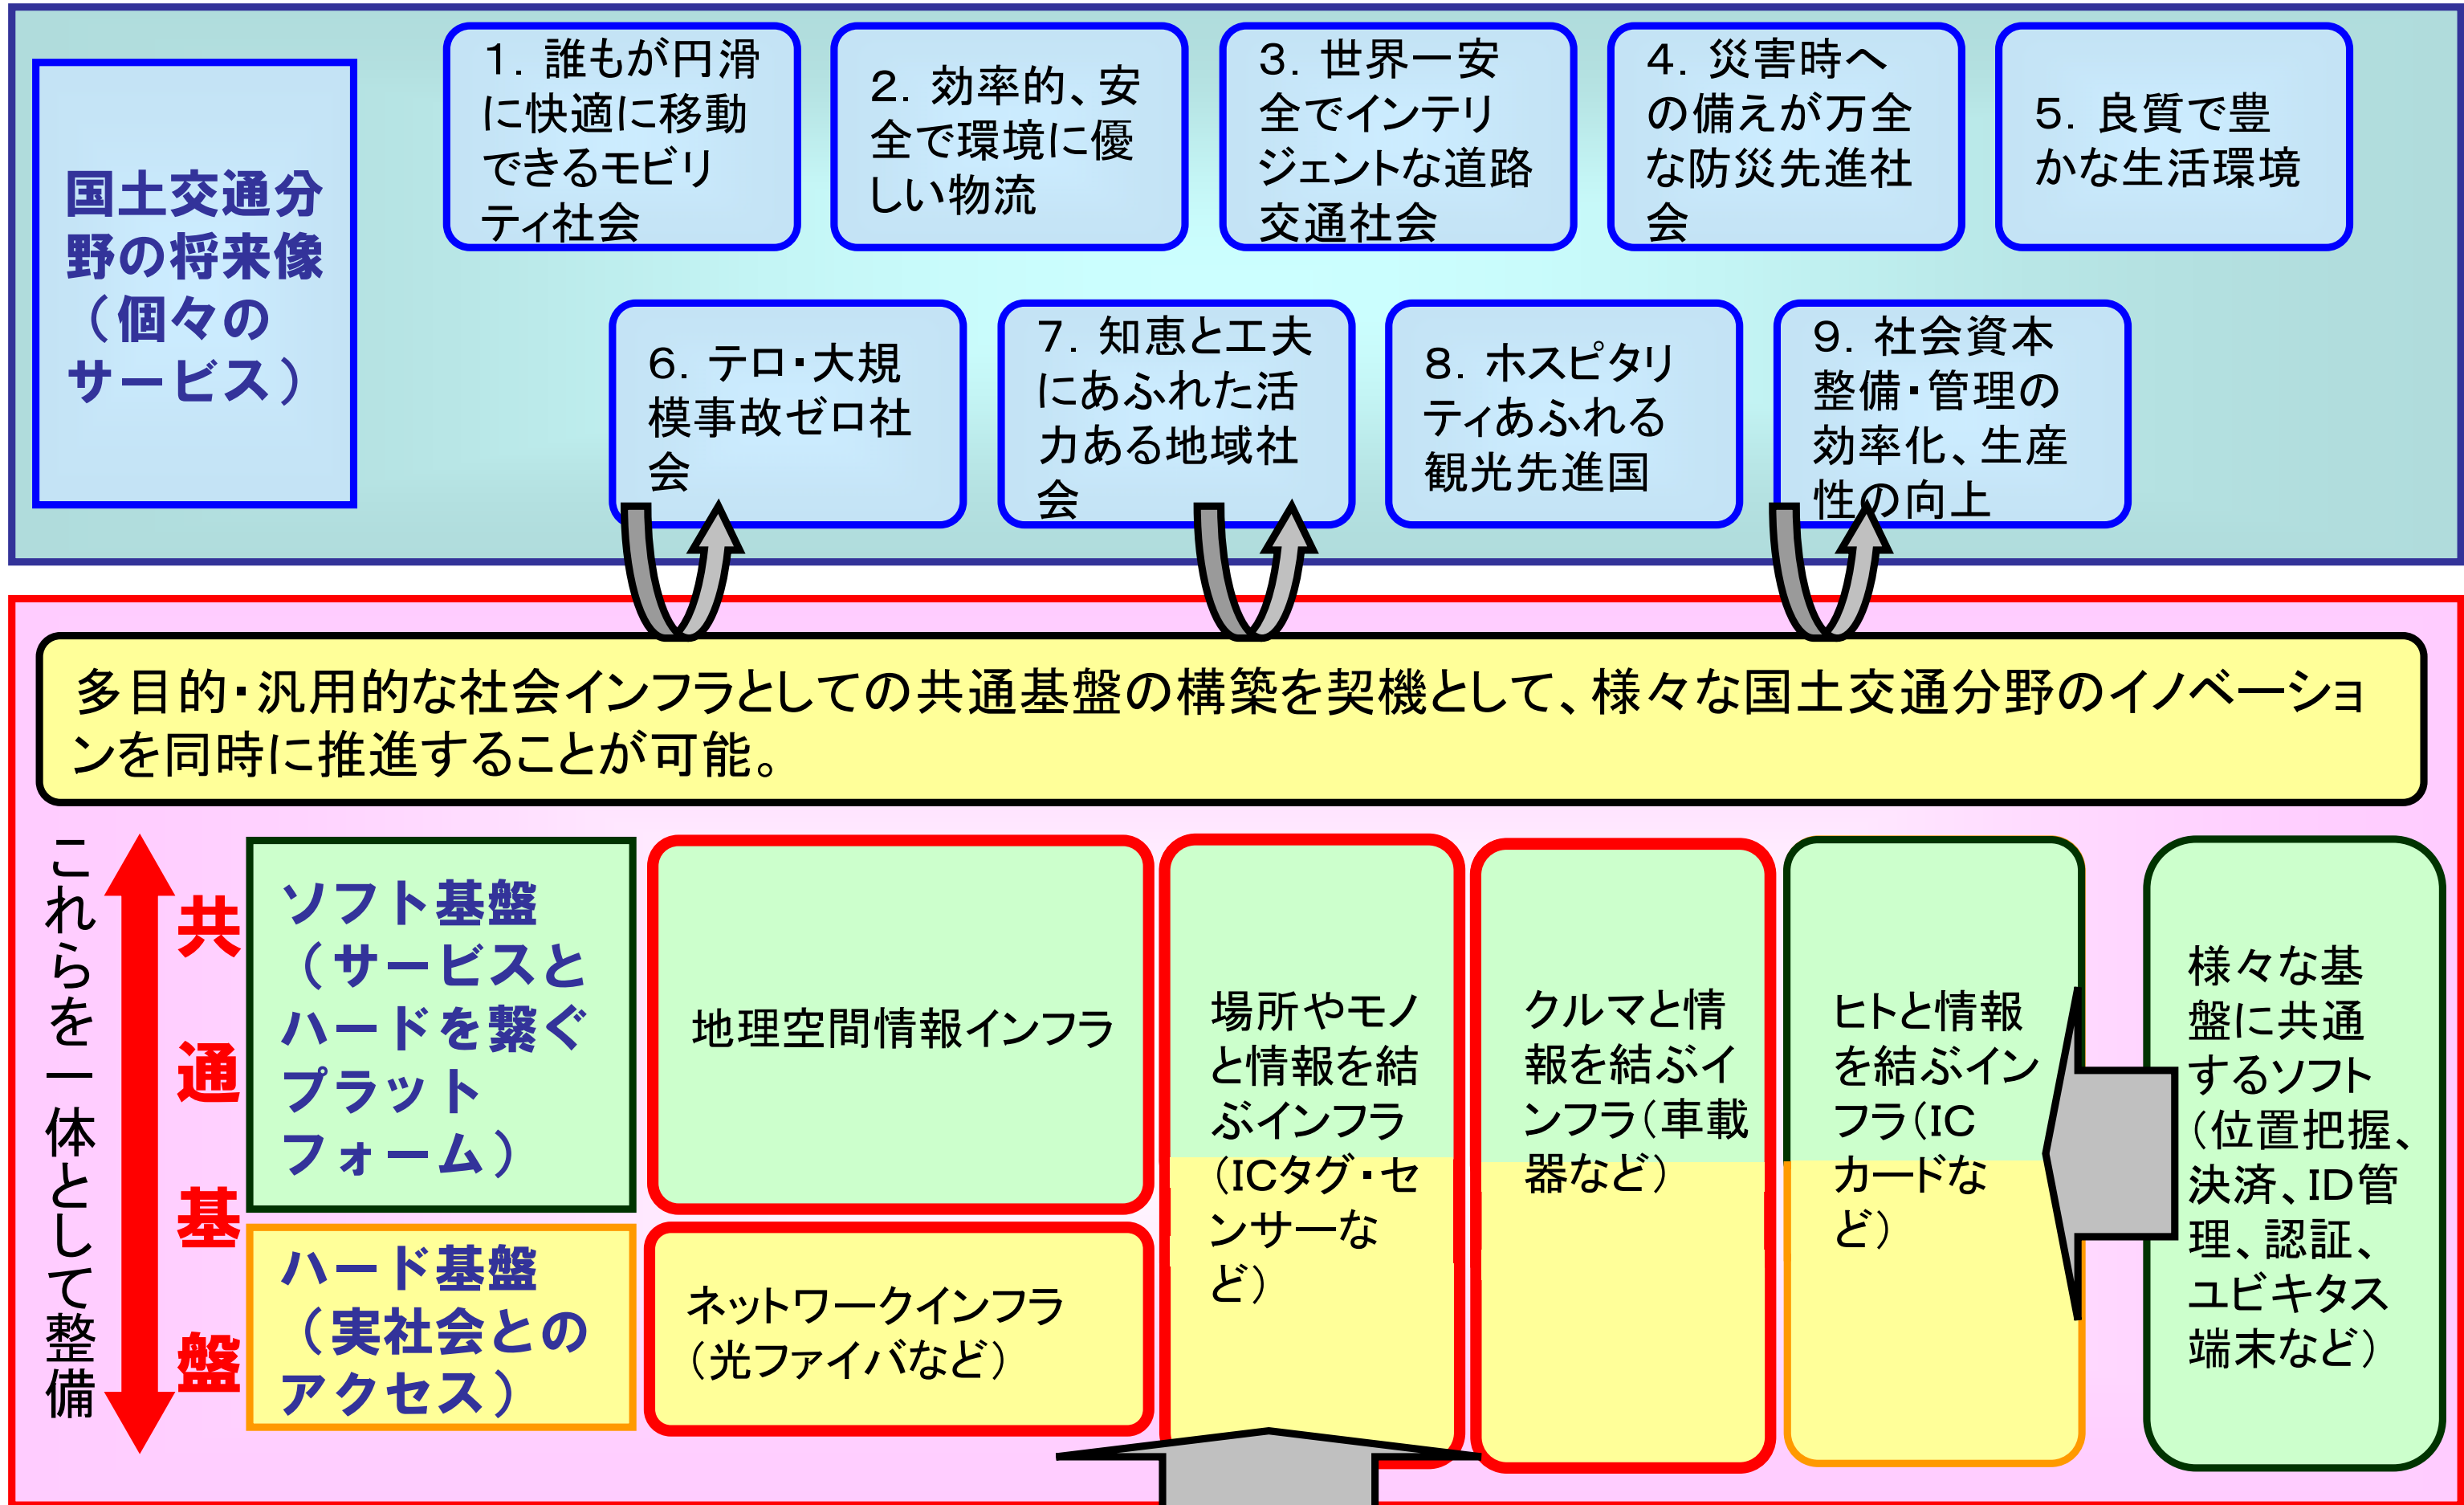 国土交通分
野の将来像
（個々の
サービス）
１．誰もが円滑
に快適に移動
できるモビリ
ティ社会
２．効率的、安
全で環境に優
しい物流
３．世界一安
全でインテリ
ジェントな道路
交通社会
４．災害時へ
の備えが万全
な防災先進社
会
５．良質で豊
かな生活環境
６．テロ・大規
模事故ゼロ社
会
７．知恵と工夫
にあふれた活
力ある地域社
会
８．ホスピタリ
ティあふれる
観光先進国
９．社会資本
整備・管理の
効率化、生産
性の向上
多目的・汎用的な社会インフラとしての共通基盤の構築を契機として、様々な国土交通分野のイノベーショ
ンを同時に推進することが可能。
これらを一体として整備
共通基盤
ソフト基盤
（サービスと
ハードを繋ぐ
プラット
フォーム）
ハード基盤
（実社会との
アクセス）
地理空間情報インフラ
ネットワークインフラ
（光ファイバなど）
場所やモノ
と情報を結
ぶインフラ
（ICタグ・セ
ンサーな
ど）
クルマと情
報を結ぶイ
ンフラ（車載
器など）
ヒトと情報
を結ぶイン
フラ（IC
カードな
ど）
様々な基
盤に共通
するソフト
（位置把握、
決済、ID管
理、認証、
ユビキタス
端末など）